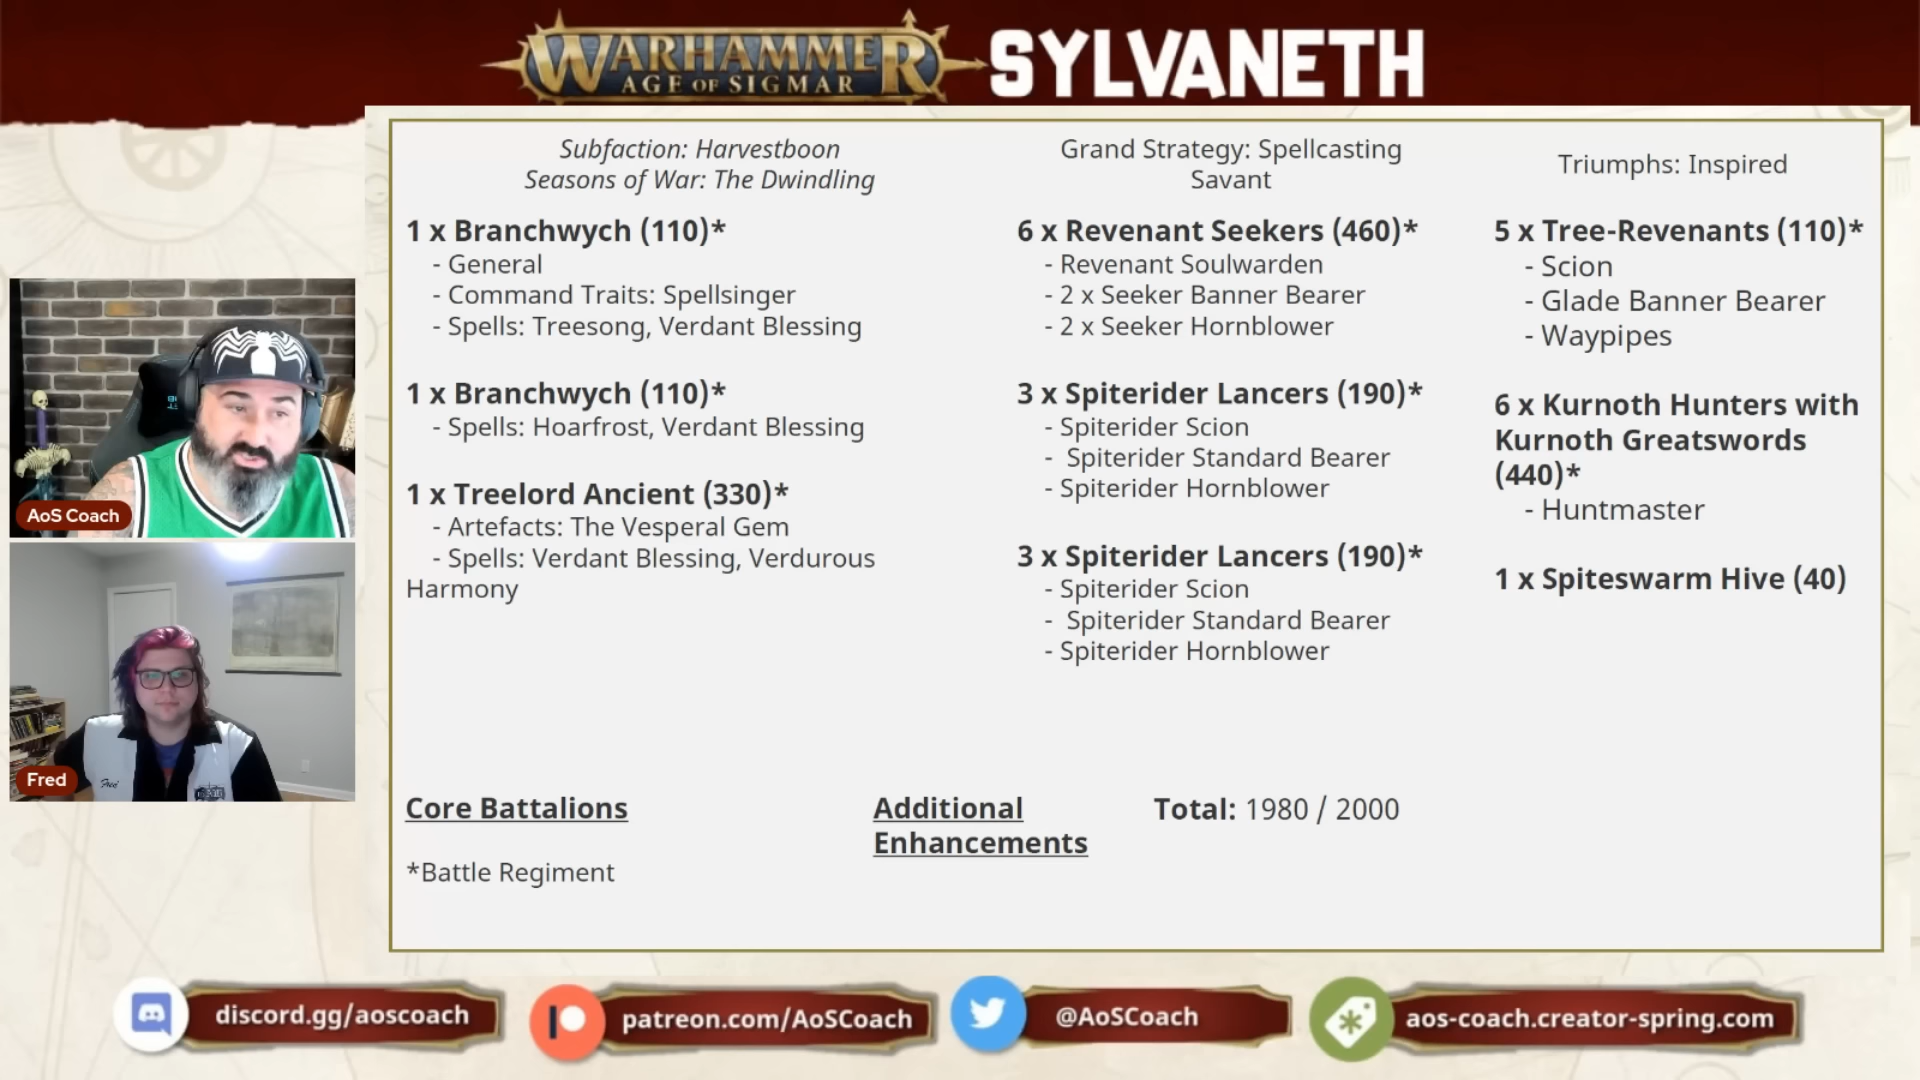 WARHAMMER
AGE OF SIGMAR
SYLVANETH
Subfaction: Harvestboon
Seasons of War: The Dwindling
1 x Branchwych (110)*
- General
- Command Traits: Spellsinger
- Spells: Treesong, Verdant Blessing
1 x Branchwych (110)*
- Spells: Hoarfrost, Verdant Blessing
1 x Treelord Ancient (330)*
- Artefacts: The Vesperal Gem
- Spells: Verdant Blessing, Verdurous
Harmony
Grand Strategy: Spellcasting
Savant
6 x Revenant Seekers (460)*
- Revenant Soulwarden
- 2 x Seeker Banner Bearer
- 2 x Seeker Hornblower
3 x Spiterider Lancers (190)*
- Spiterider Scion
- Spiterider Standard Bearer
- Spiterider Hornblower
3 x Spiterider Lancers (190)*
- Spiterider Scion
- Spiterider Standard Bearer
- Spiterider Hornblower
Triumphs: Inspired
5 x Tree-Revenants (110)*
- Scion
- Glade Banner Bearer
- Waypipes
6 x Kurnoth Hunters with
Kurnoth Greatswords
(440)*
- Huntmaster
1 x Spiteswarm Hive (40)
AoS Coach
Fred
Fred
Core Battalions
*Battle Regiment
Additional
Enhancements
Total: 1980 / 2000
discord.gg/aoscoach
patreon.com/AoSCoach
@AoSCoach
aos-coach.creator-spring.com